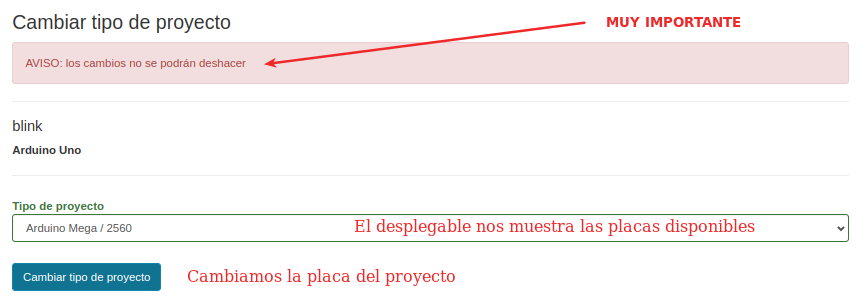 Cambiar tipo de proyecto
MUY IMPORTANTE
AVISO: los cambios no se podrán deshacer
blink
Arduino Uno
Tipo de proyecto
Arduino Mega / 2560
El desplegable nos muestra las placas disponibles
Cambiar tipo de proyecto
Cambiamos la placa del proyecto